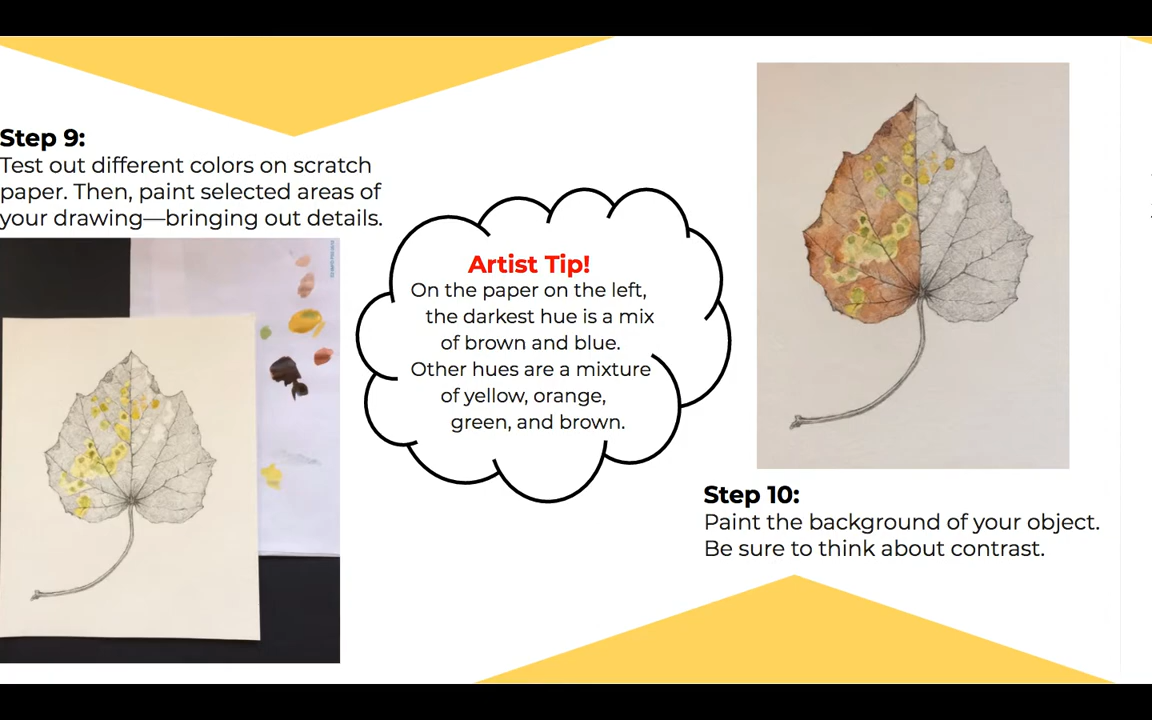 Step 9:
Test out different colors on scratch
paper. Then, paint selected areas of
your drawing—bringing out details.
Artist Tip!
On the paper on the left,
the darkest hue is a mix
of brown and blue.
Other hues are a mixture
of yellow, orange,
green, and brown.
Step 10:
Paint the background of your object.
Be sure to think about contrast.